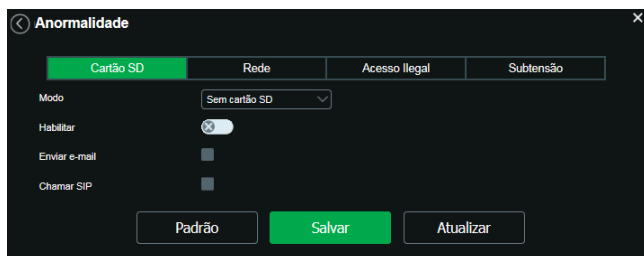 Anormalidade
Cartão SD Rede Acesso Ilegal Subtensão
Modo Sem cartão SD
Habilitar
Enviar e-mail
Chamar SIP
Padrão Salvar Atualizar